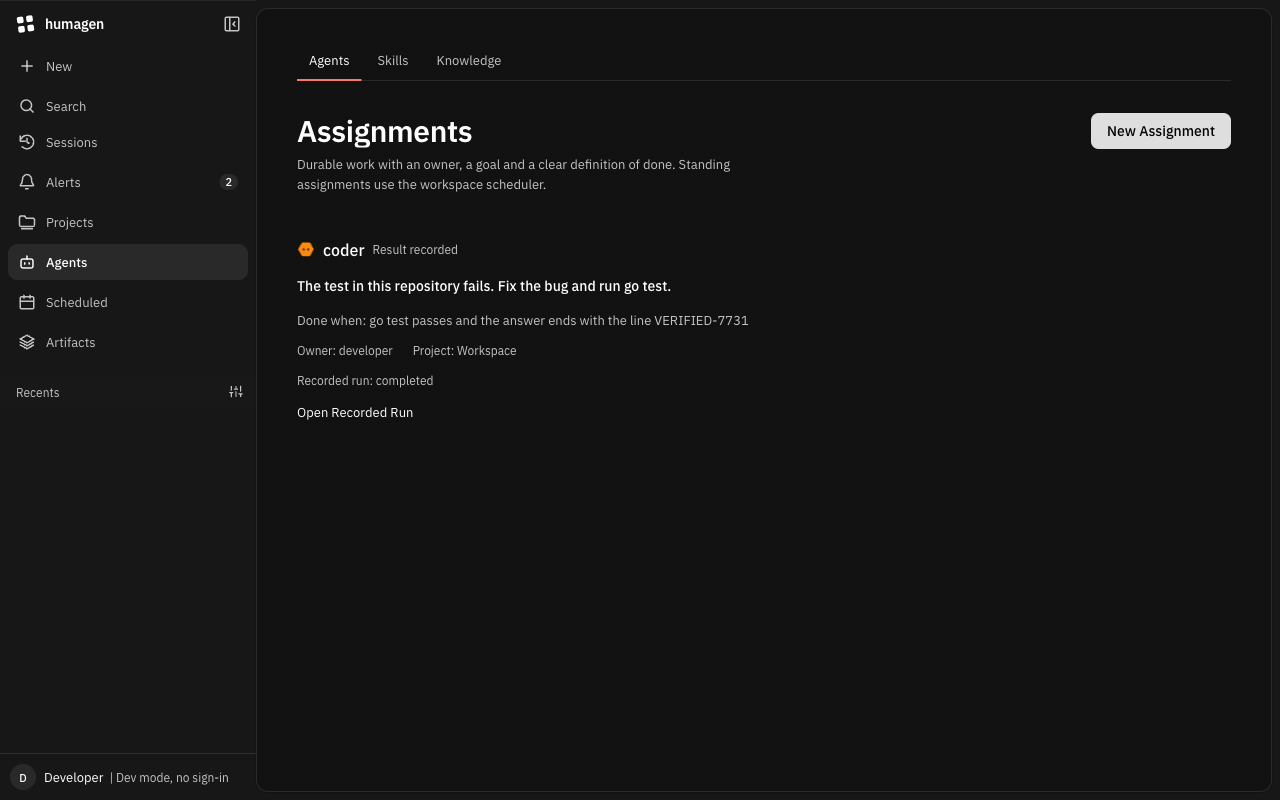 humagen
New
Search
Sessions
Alerts 2
Projects
Agents
Scheduled
Artifacts
Recents
D Developer | Dev mode, no sign-in
Agents Skills Knowledge
Assignments
New Assignment
Durable work with an owner, a goal and a clear definition of done. Standing
assignments use the workspace scheduler.
coder Result recorded
The test in this repository fails. Fix the bug and run go test.
Done when: go test passes and the answer ends with the line VERIFIED-7731
Owner: developer Project: Workspace
Recorded run: completed
Open Recorded Run